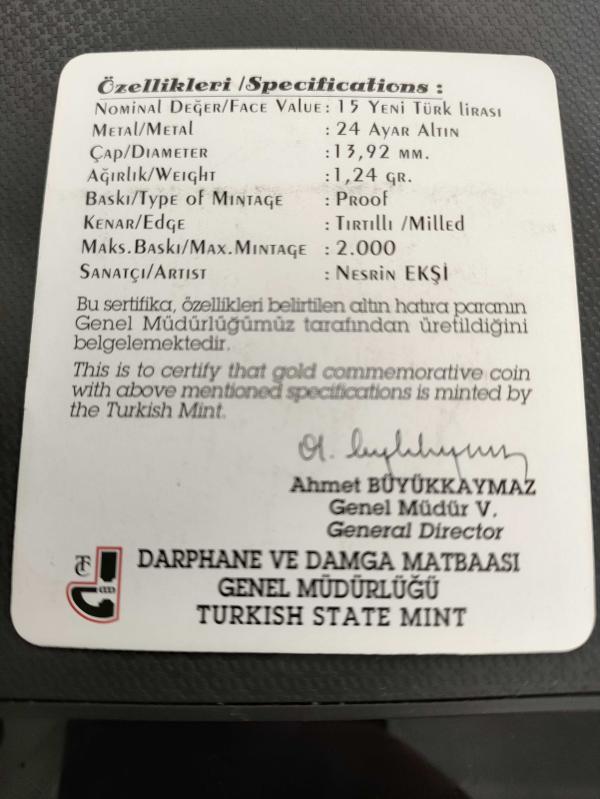 Özellikleri /Specifications :
Nominal Değer/Face Value : 15 Yeni Türk lirası
Metal/Metal : 24 Ayar Altın
Çap/Diameter : 13,92 mm.
Ağırlık/Weight : 1,24 gr.
Baskı/Type of Mintage : Proof
Kenar/Edge : Tırtıllı /Milled
Maks.Baskı/Max.Mintage : 2.000
Sanatçı/Artist : Nesrin EKŞİ
Bu sertifika, özellikleri belirtilen altın hatıra paranın
Genel Müdürlüğümüz tarafından üretildiğini
belgelemektedir.
This is to certify that gold commemorative coin
with above mentioned specifications is minted by
the Turkish Mint.
Ahmet BÜYÜKKAYMAZ
Genel Müdür V.
General Director
TC
DARPHANE VE DAMGA MATBAASI
GENEL MÜDÜRLÜĞÜ
TURKISH STATE MINT